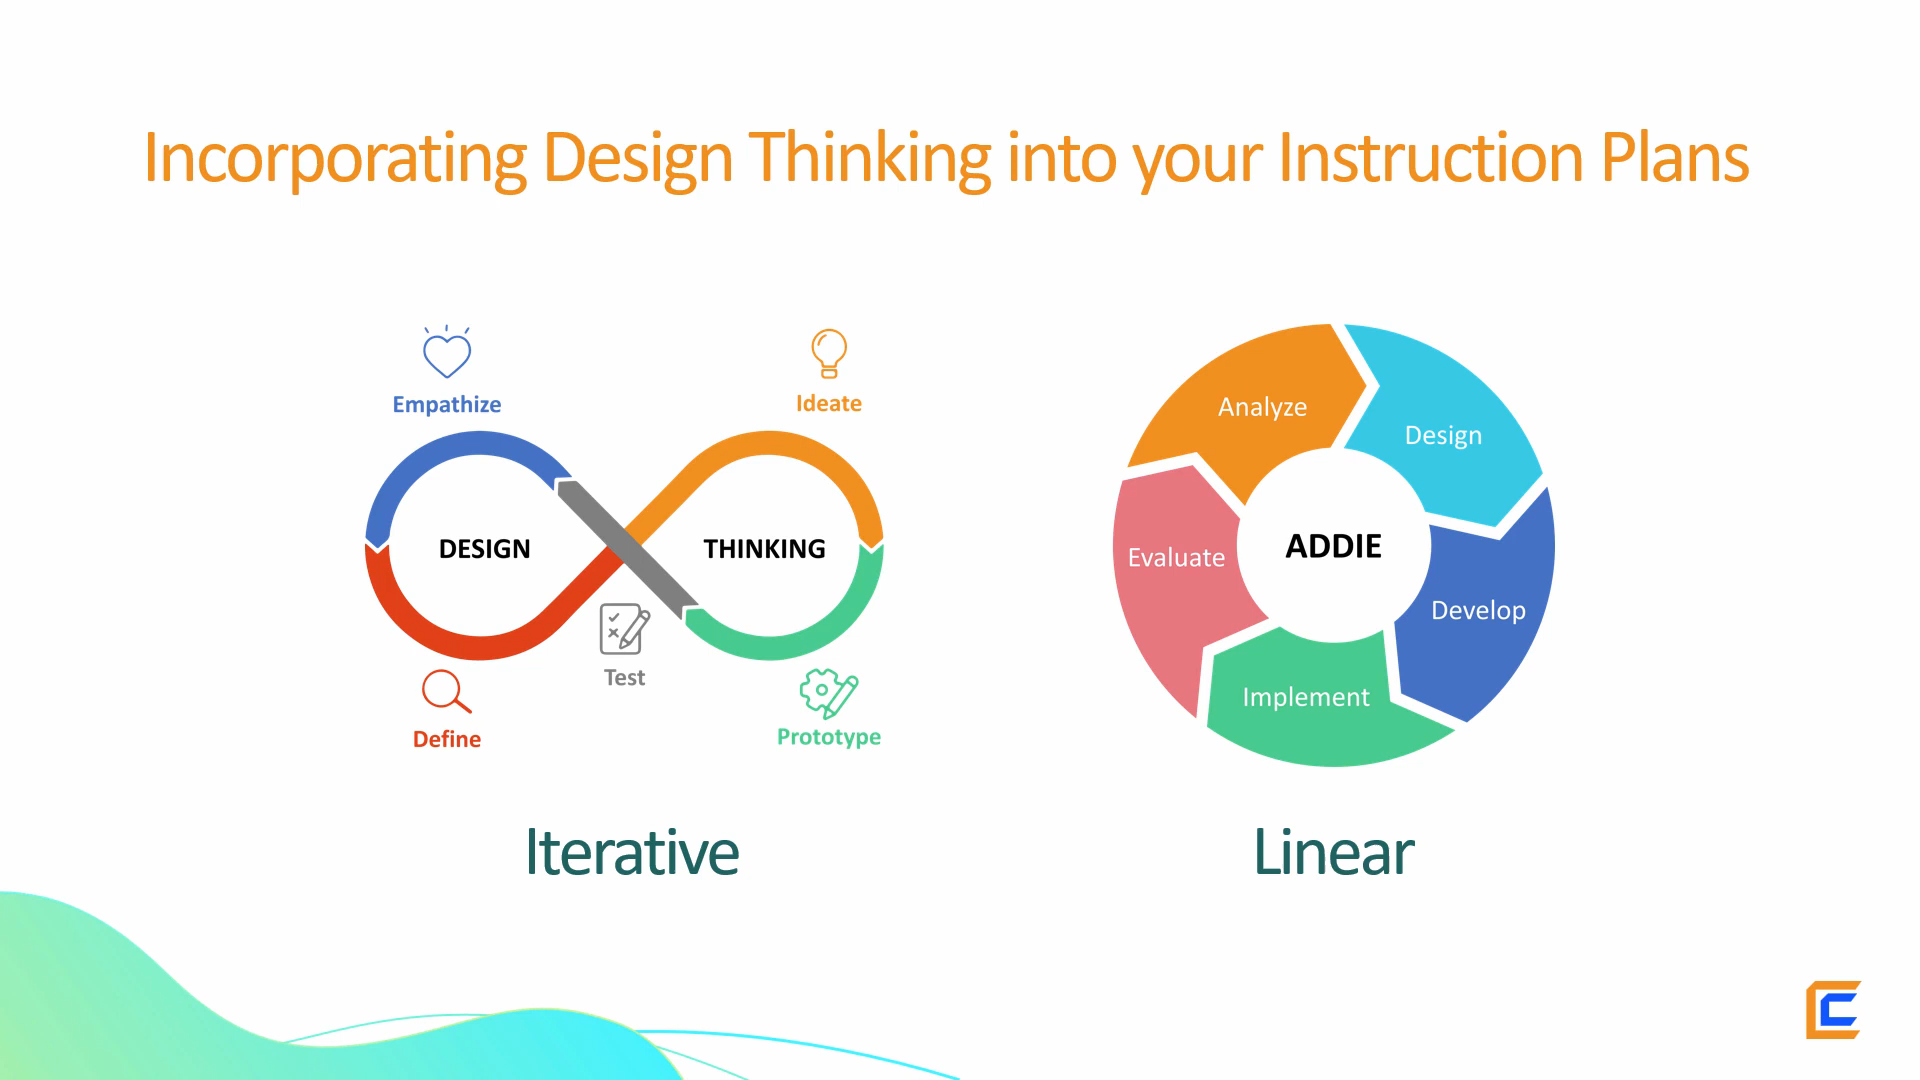 Incorporating Design Thinking into your Instruction Plans
Empathize
Ideate
DESIGN
THINKING
Test
Define
Prototype
Iterative
Analyze
Design
Evaluate
ADDIE
Develop
Implement
Linear